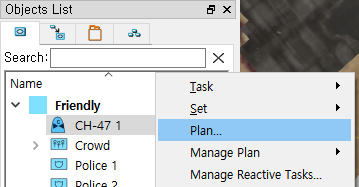 Objects List
Search:
Name
Friendly
CH-47 1
Crowd
Police 1
Police 2
Task
Set
Plan...
Manage Plan
Manage Reactive Tasks...